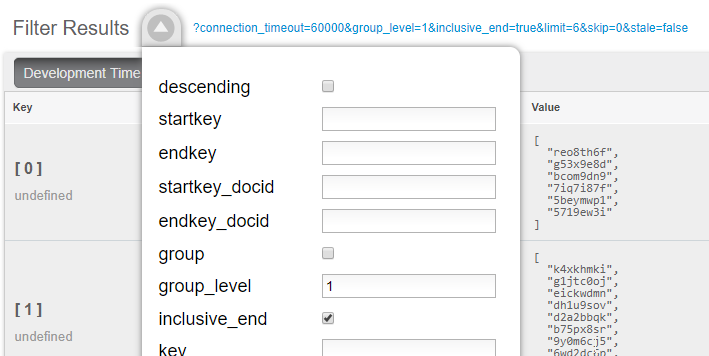 Filter Results ?connection_timeout=60000&group_level=1&inclusive_end=true&limit=6&skip=0&stale=false
Development Time
Key Value
descending
startkey
endkey
startkey_docid
endkey_docid
group
group_level 1
inclusive_end
key
[ 0 ]
undefined
[
"reo8th6f",
"g53x9e8d",
"bcom9dn9",
"7iq7i87f",
"5beymwp1",
"5719ew3i"
]
[ 1 ]
undefined
[
"k4xkhmki",
"g1jtc0oj",
"eickwdmn",
"dh1u9sov",
"d2a2bbqk",
"b75px8sr",
"9y0m6cj5",
"6wd2dcun",